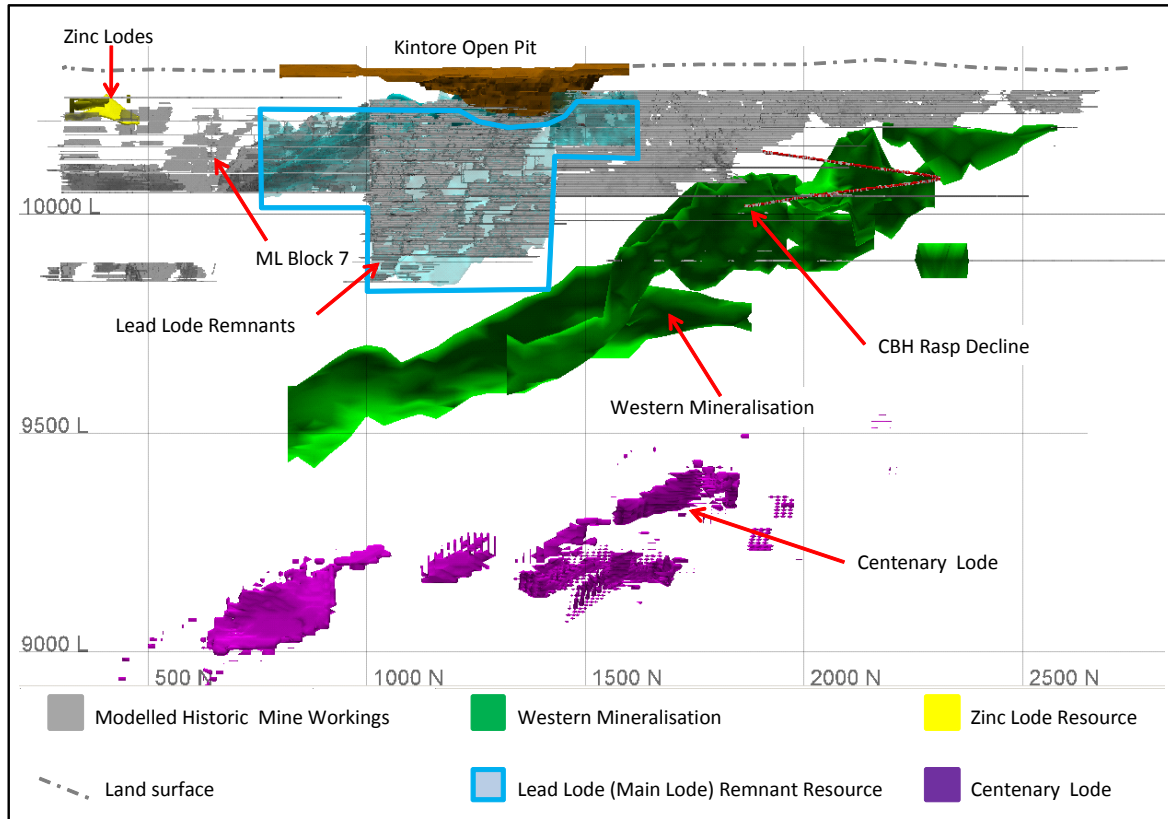 Zinc Lodes
Kintore Open Pit
10000 L
ML Block 7
Lead Lode Remnants
CBH Rasp Decline
Western Mineralisation
9500 L
Centenary Lode
9000 L
500 N
1000 N
1500 N
2000 N
2500 N
Modelled Historic Mine Workings
Western Mineralisation
Zinc Lode Resource
Land surface
Lead Lode (Main Lode) Remnant Resource
Centenary Lode